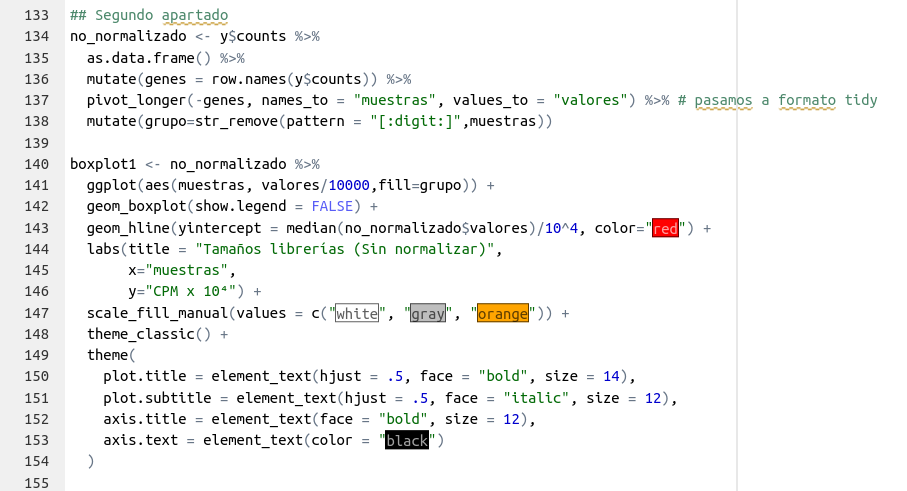 133 ## Segundo apartado
134 no_normalizado <- y$counts %>%
135   as.data.frame() %>%
136   mutate(genes = row.names(y$counts)) %>%
137   pivot_longer(-genes, names_to = "muestras", values_to = "valores") %>% # pasamos a formato tidy
138   mutate(grupo=str_remove(pattern = "[:digit:]",muestras))
139
140 boxplot1 <- no_normalizado %>%
141   ggplot(aes(muestras, valores/10000,fill=grupo)) +
142   geom_boxplot(show.legend = FALSE) +
143   geom_hline(yintercept = median(no_normalizado$valores)/10^4, color="red") +
144   labs(title = "Tamaños librerías (Sin normalizar)",
145        x="muestras",
146        y="CPM x 10⁴") +
147   scale_fill_manual(values = c("white", "gray", "orange")) +
148   theme_classic() +
149   theme(
150     plot.title = element_text(hjust = .5, face = "bold", size = 14),
151     plot.subtitle = element_text(hjust = .5, face = "italic", size = 12),
152     axis.title = element_text(face = "bold", size = 12),
153     axis.text = element_text(color = "black")
154   )
155